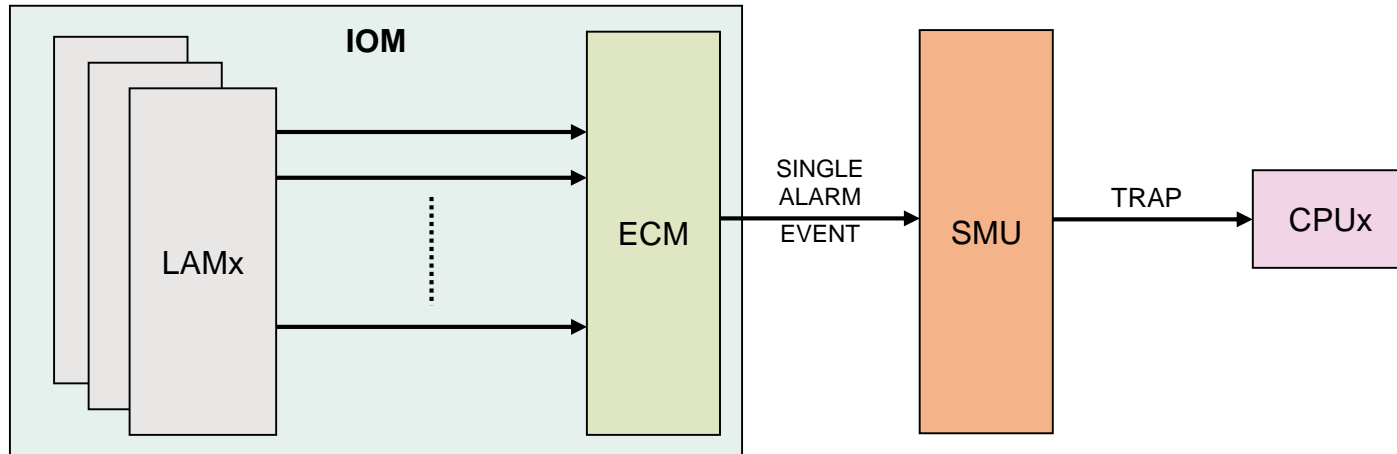 IOM
LAMx
ECM
SINGLE
ALARM
EVENT
SMU
TRAP
CPUx